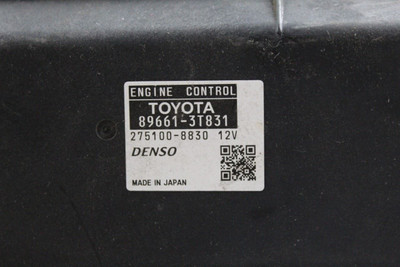 ENGINE CONTROL
TOYOTA
89661-3T831
275100-8830 12V
DENSO
MADE IN JAPAN